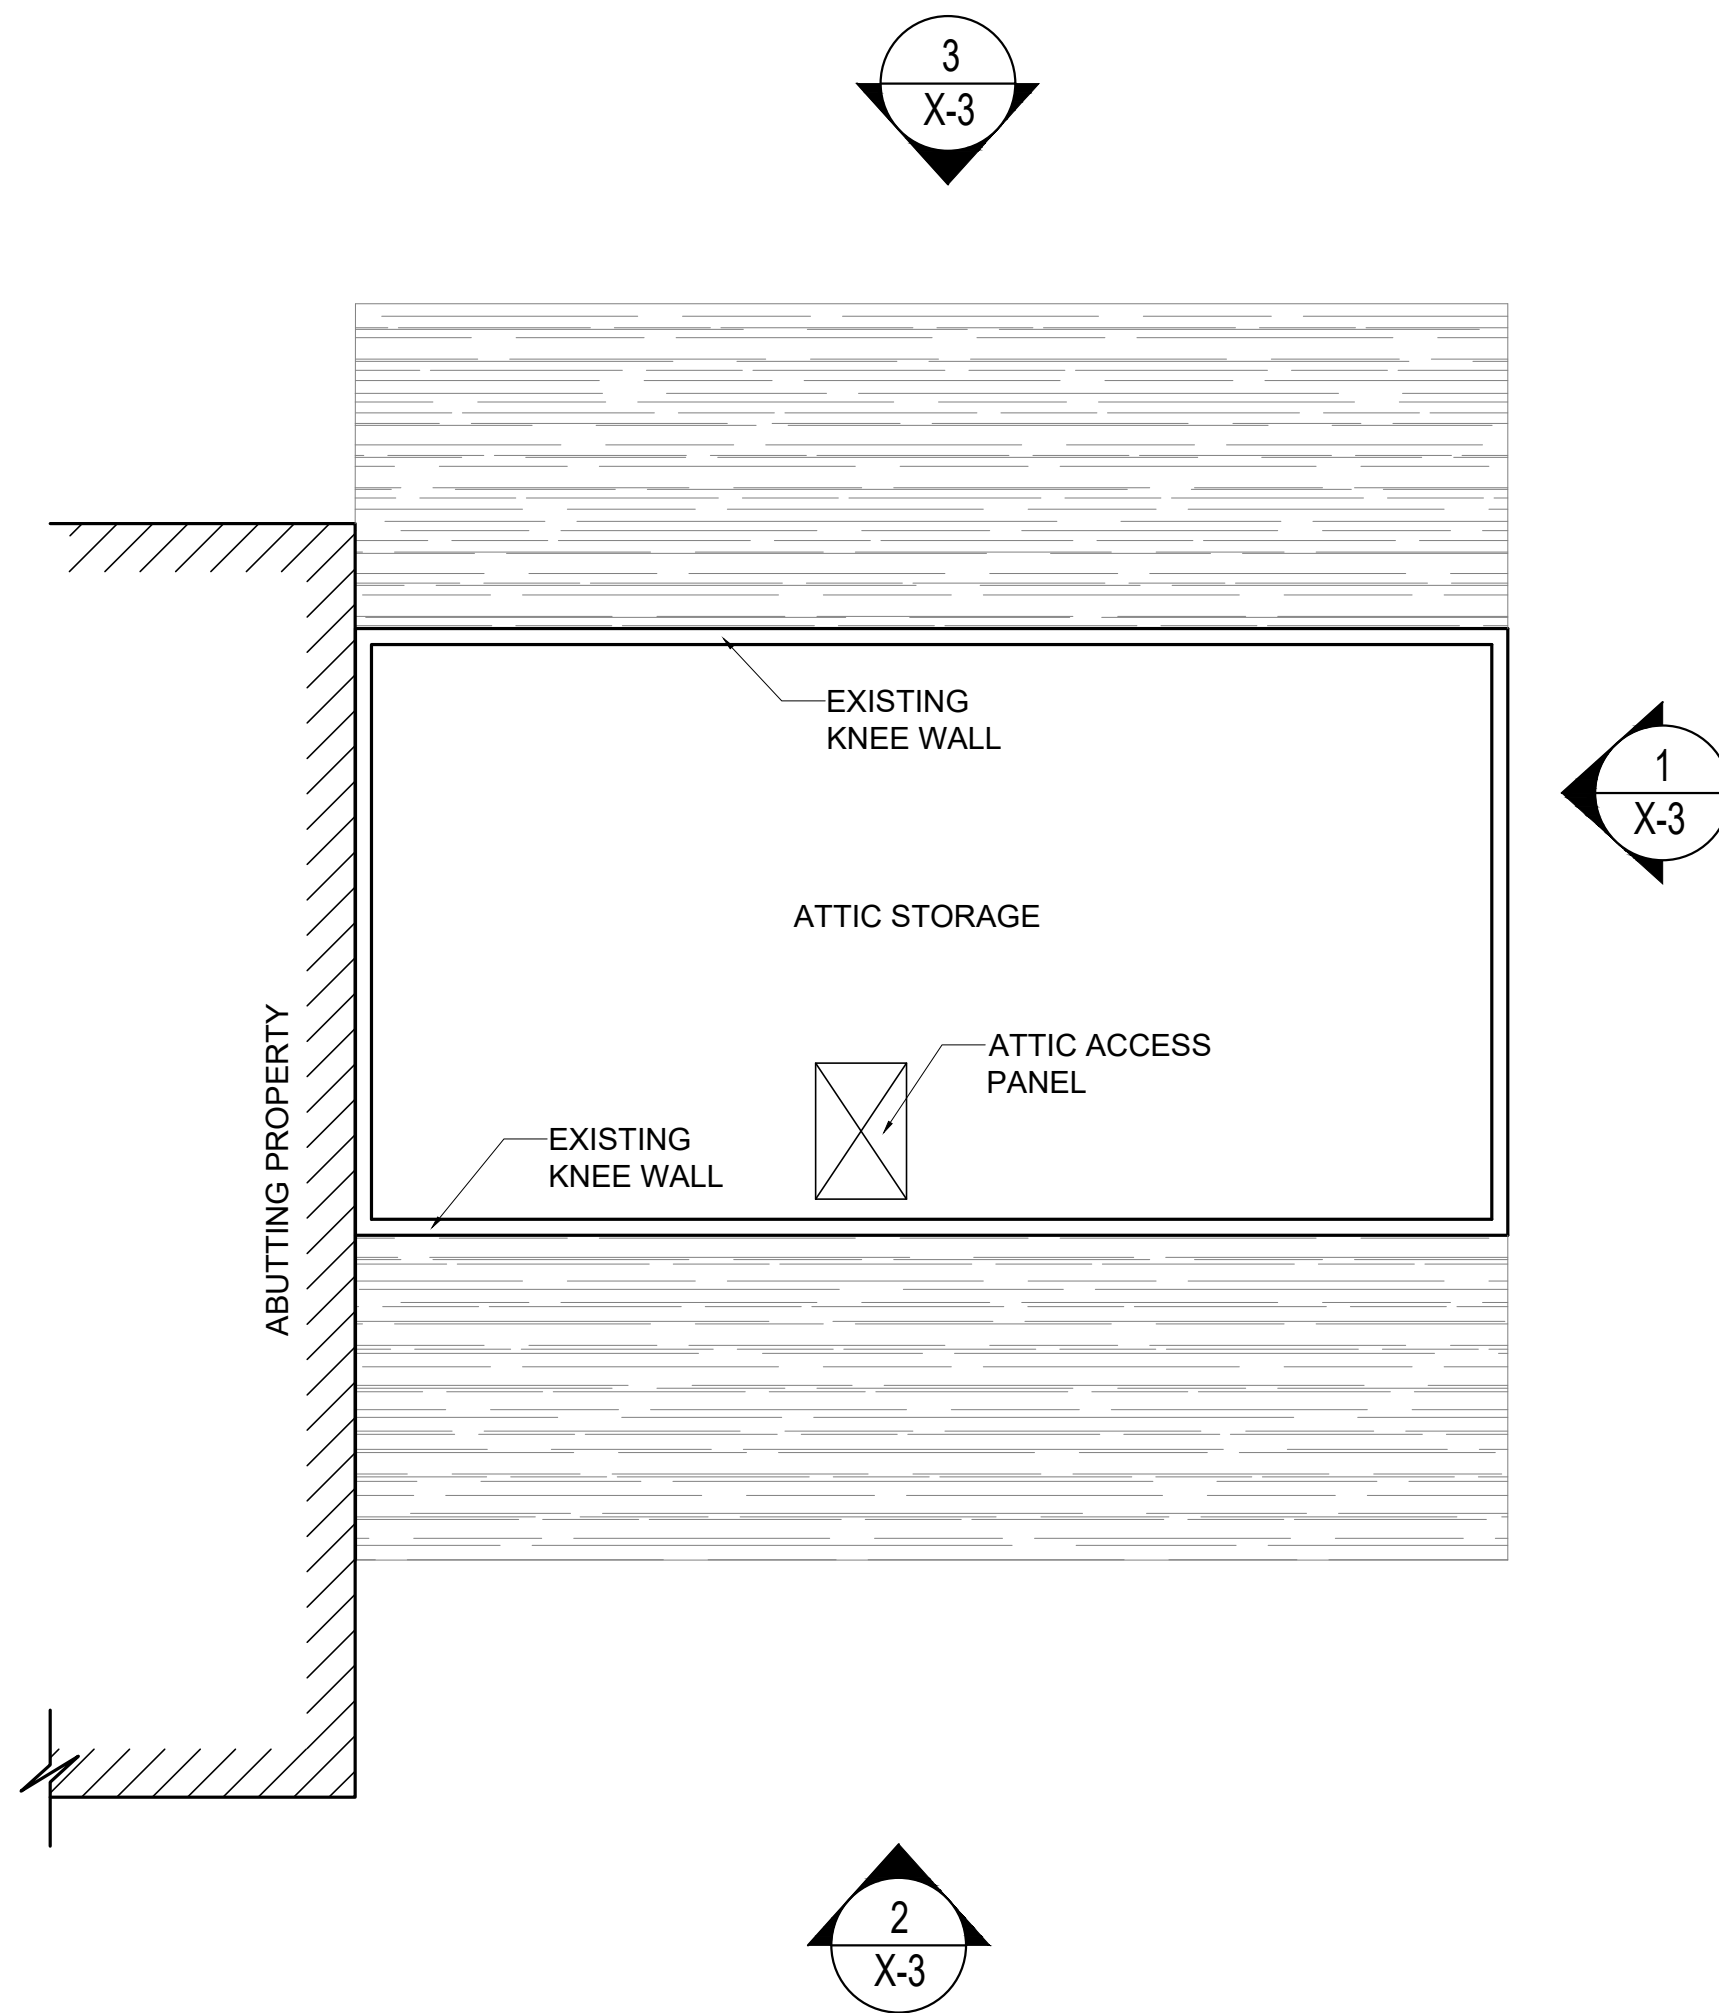 3
X-3
EXISTING
KNEE WALL
1
X-3
ATTIC STORAGE
ATTIC ACCESS
PANEL
EXISTING
KNEE WALL
ABUTTING PROPERTY
2
X-3